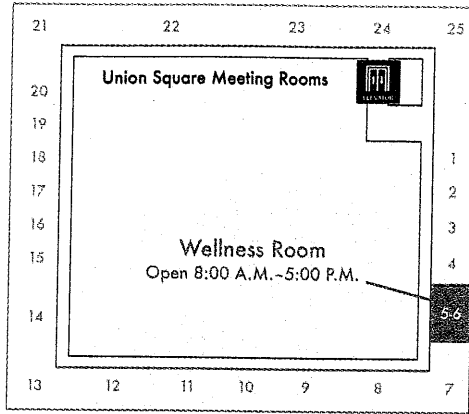 21 22 23 24 25
Union Square Meeting Rooms
ELEVATOR
20
19
18 1
17 2
16 3
Wellness Room
15 4
Open 8:00 A.M.-5:00 P.M.
14 5-6
13 12 11 10 9 8 7